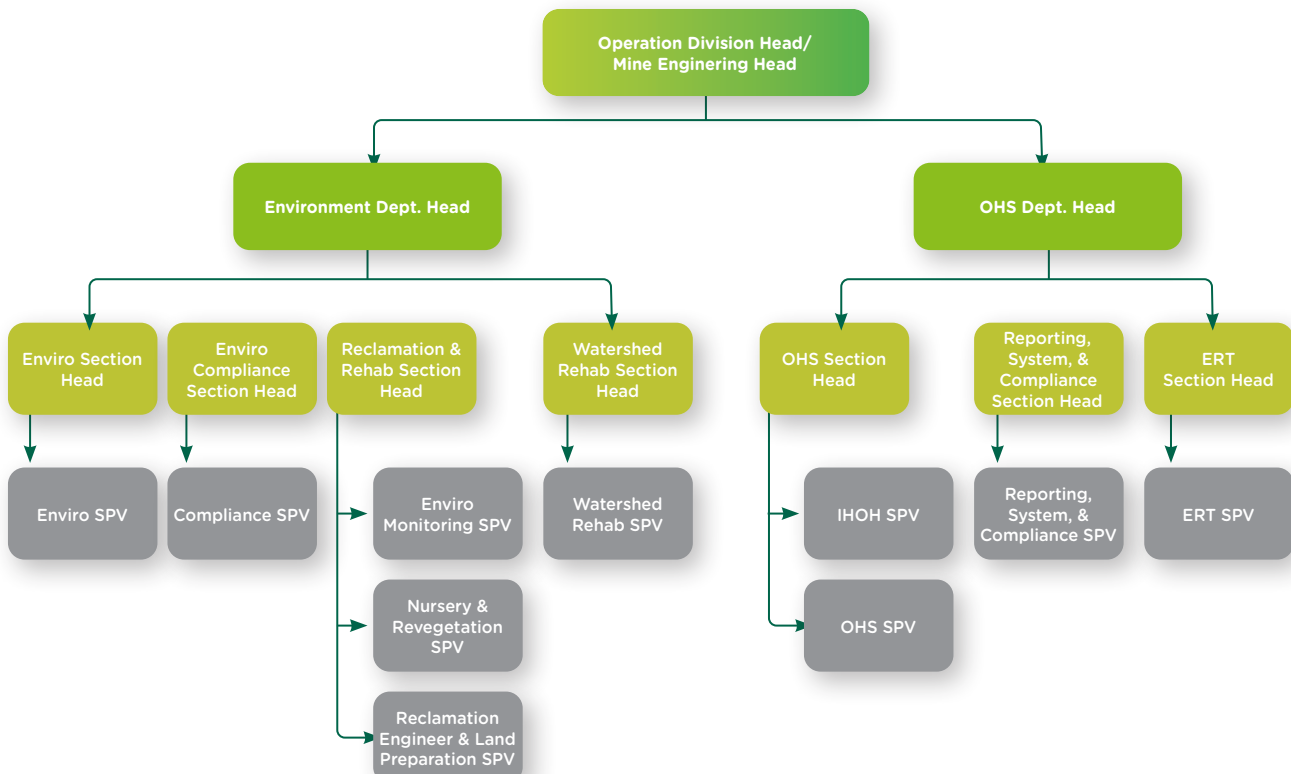 Operation Division Head/
Mine Enginering Head
Environment Dept. Head
OHS Dept. Head
Enviro Section
Head
Enviro
Compliance
Section Head
Reclamation &
Rehab Section
Head
Watershed
Rehab Section
Head
OHS Section
Head
Reporting,
System, &
Compliance
Section Head
ERT
Section Head
Enviro SPV
Compliance SPV
Enviro
Monitoring SPV
Watershed
Rehab SPV
IHOH SPV
Reporting,
System, &
Compliance SPV
ERT SPV
Nursery &
Revegetation
SPV
OHS SPV
Reclamation
Engineer & Land
Preparation SPV